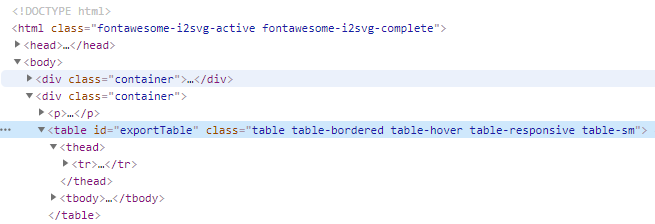 <!DOCTYPE html>
<html class="fontawesome-i2svg-active fontawesome-i2svg-complete">
<head>…</head>
<body>
<div class="container">…</div>
<div class="container">
<p>…</p>
<table id="exportTable" class="table table-bordered table-hover table-responsive table-sm">
<thead>
<tr>…</tr>
</thead>
<tbody>…</tbody>
</table>